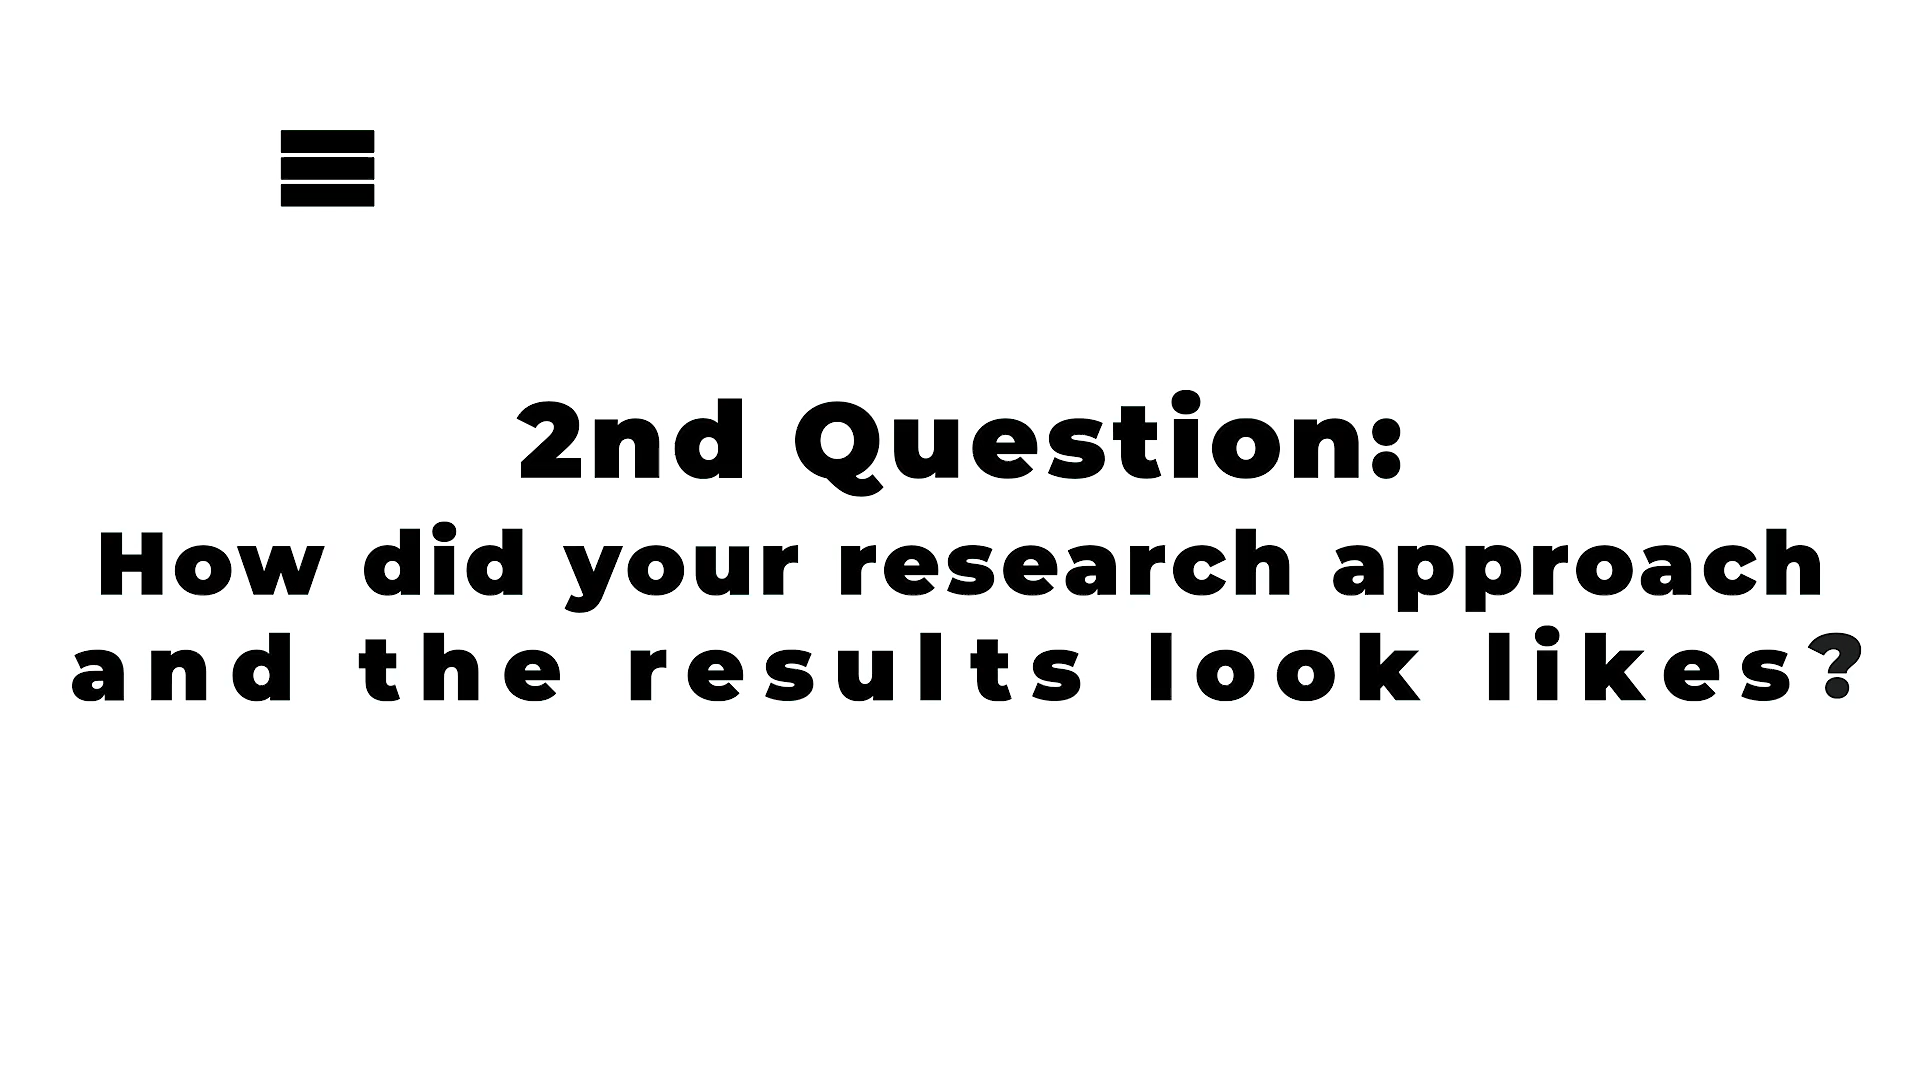 2nd Question:
How did your research approach
and the results look likes?